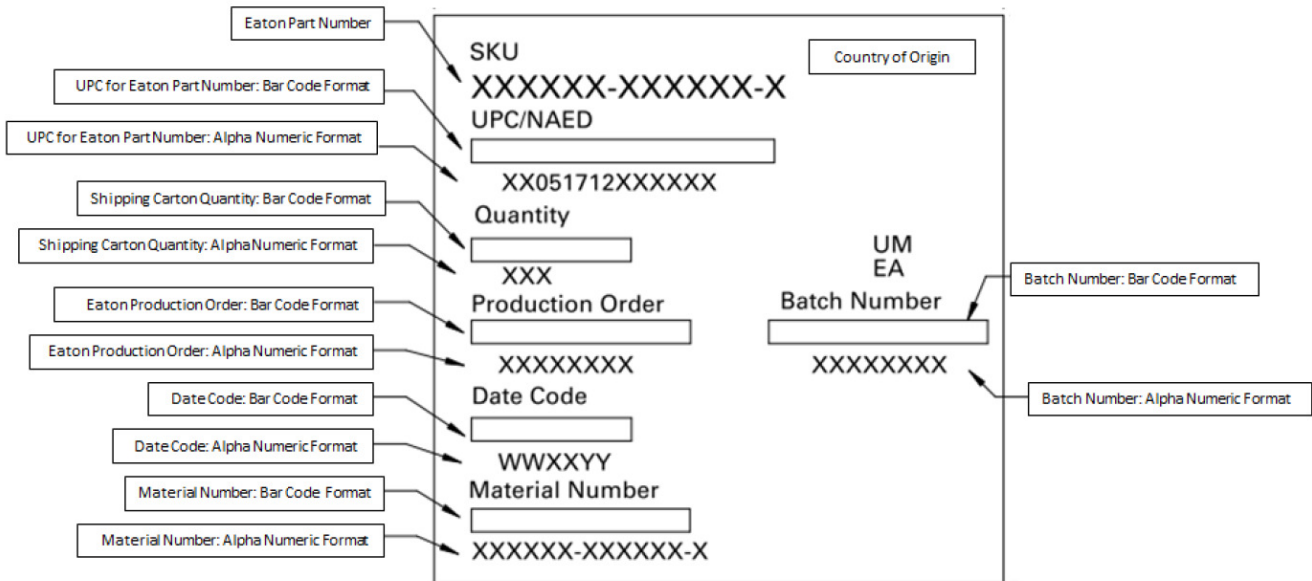 Eaton Part Number
SKU
Country of Origin
XXXXXX-XXXXXX-X
UPC for Eaton Part Number: Bar Code Format
UPC/NAED
UPC for Eaton Part Number: Alpha Numeric Format
XX051712XXXXXX
Shipping Carton Quantity: Bar Code Format
Quantity
Shipping Carton Quantity: Alpha Numeric Format
XXX
UM
EA
Eaton Production Order: Bar Code Format
Production Order
Batch Number
Batch Number: Bar Code Format
Eaton Production Order: Alpha Numeric Format
XXXXXXXX
XXXXXXXX
Batch Number: Alpha Numeric Format
Date Code: Bar Code Format
Date Code
Date Code: Alpha Numeric Format
WWXXYY
Material Number: Bar Code Format
Material Number
Material Number: Alpha Numeric Format
XXXXXX-XXXXXX-X